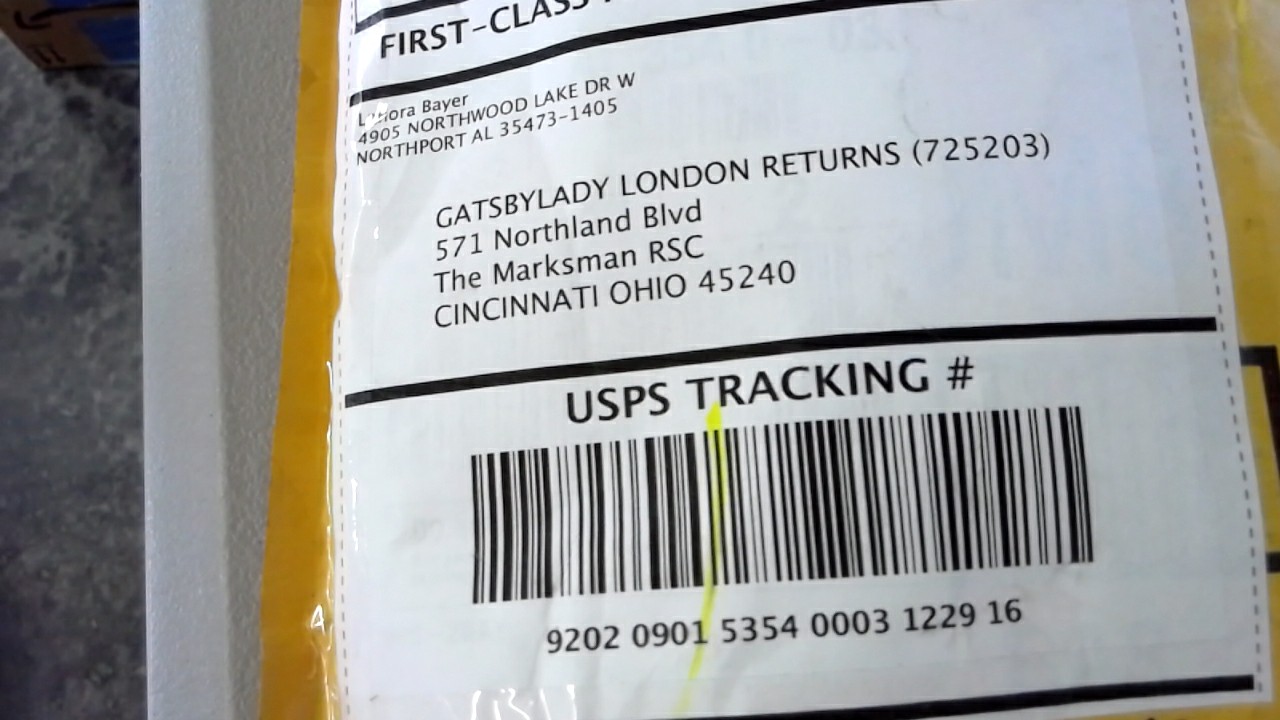 FIRST-CLASS
Bayer
4905 NORTHWOOD LAKE DR W
NORTHPORT AL 35473-1405
GATSBYLADY LONDON RETURNS (725203)
571 Northland Blvd
The Marksman RSC
CINCINNATI OHIO 45240
USPS TRACKING #
9202 0901 5354 0003 1229 16